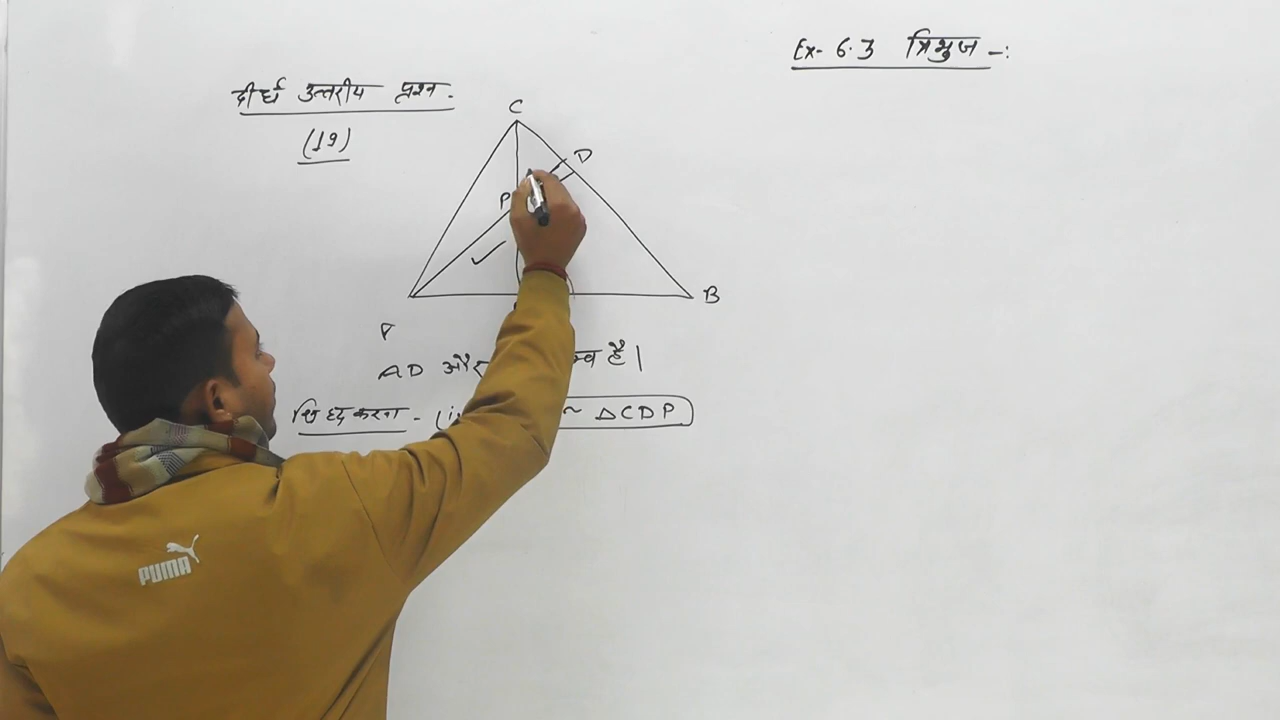 Ex- 6.3 त्रिभुज -:
दीर्घ उत्तरीय प्रश्न.
(19)
C
D
P
B
AD और है।
सिद्ध करना - (i ~ ΔCDP
PUMA